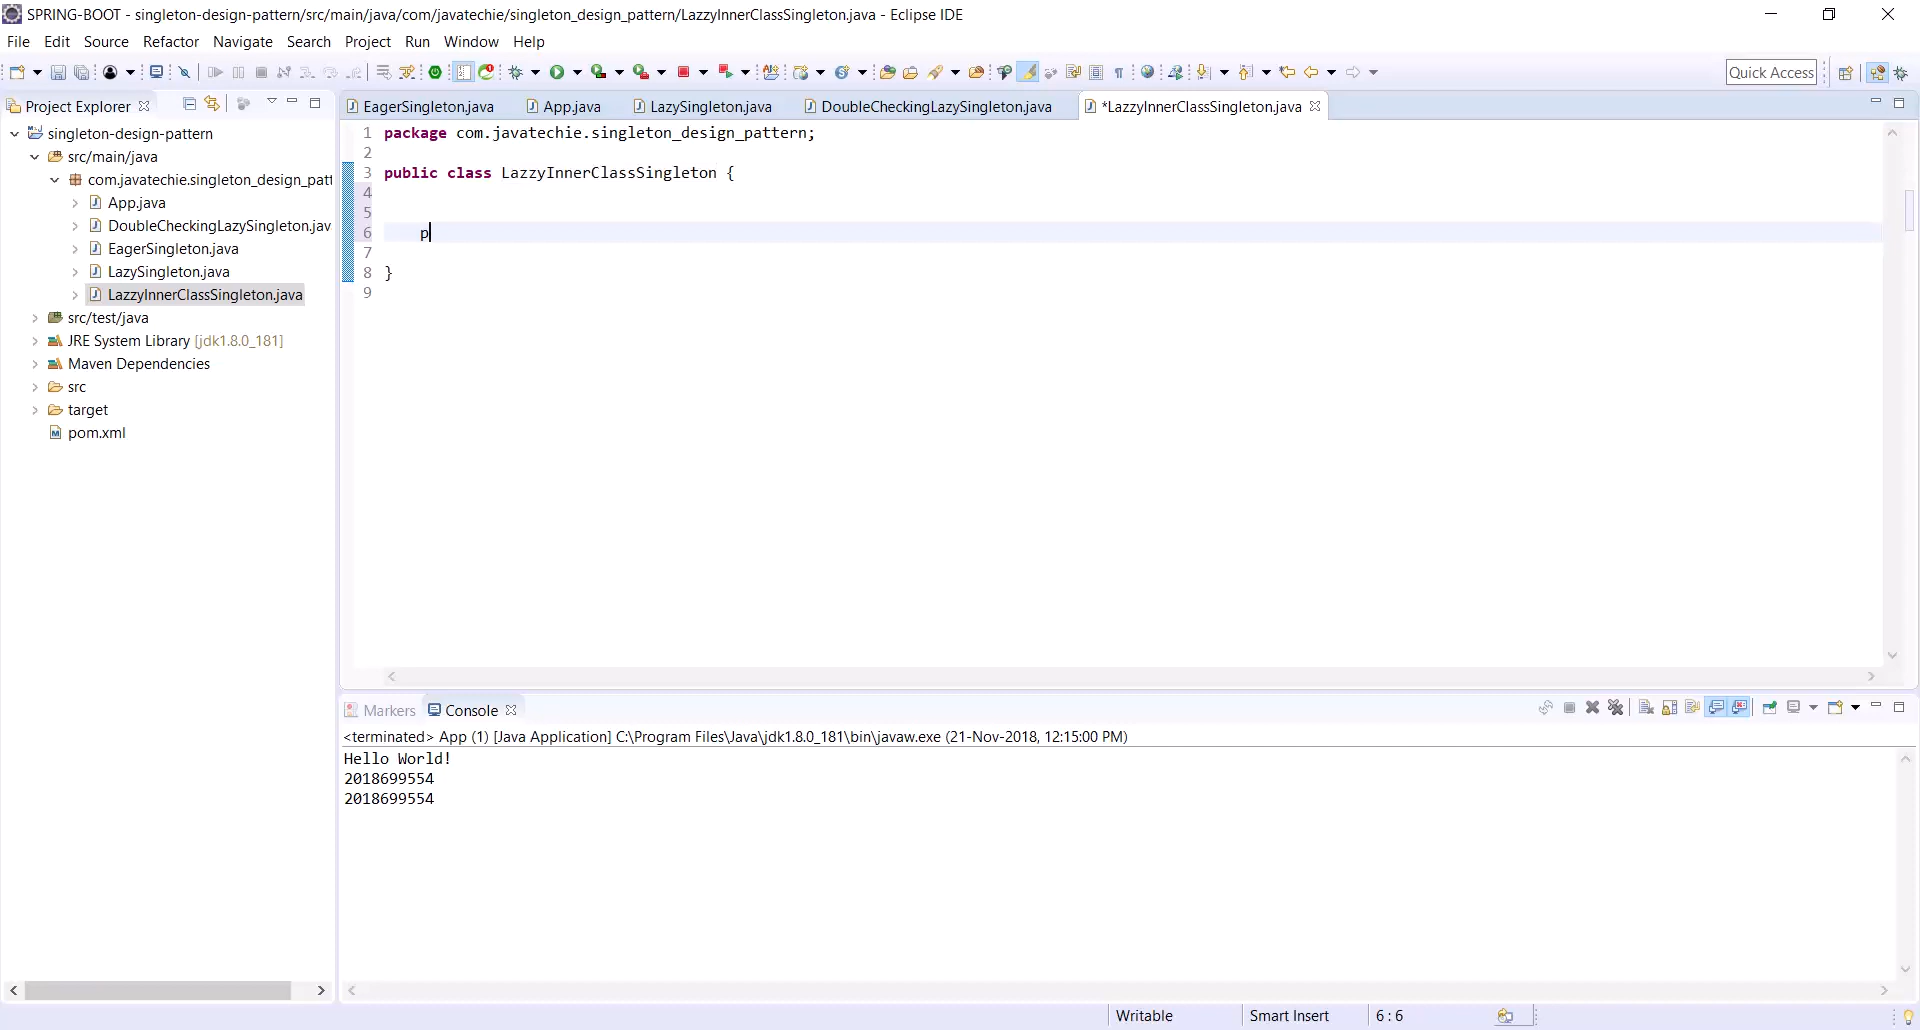 SPRING-BOOT - singleton-design-pattern/src/main/java/com/javatechie/singleton_design_pattern/LazzyInnerClassSingleton.java - Eclipse IDE
File Edit Source Refactor Navigate Search Project Run Window Help
Quick Access
Project Explorer
EagerSingleton.java App.java LazySingleton.java DoubleCheckingLazySingleton.java *LazzyInnerClassSingleton.java
singleton-design-pattern
src/main/java
com.javatechie.singleton_design_patt
App.java
DoubleCheckingLazySingleton.jav
EagerSingleton.java
LazySingleton.java
LazzyInnerClassSingleton.java
src/test/java
JRE System Library [jdk1.8.0_181]
Maven Dependencies
src
target
pom.xml
1 package com.javatechie.singleton_design_pattern;
2
3 public class LazzyInnerClassSingleton {
4
5
6 p
7
8 }
9
Markers Console
<terminated> App (1) [Java Application] C:\Program Files\Java\jdk1.8.0_181\bin\javaw.exe (21-Nov-2018, 12:15:00 PM)
Hello World!
2018699554
2018699554
Writable Smart Insert 6 : 6